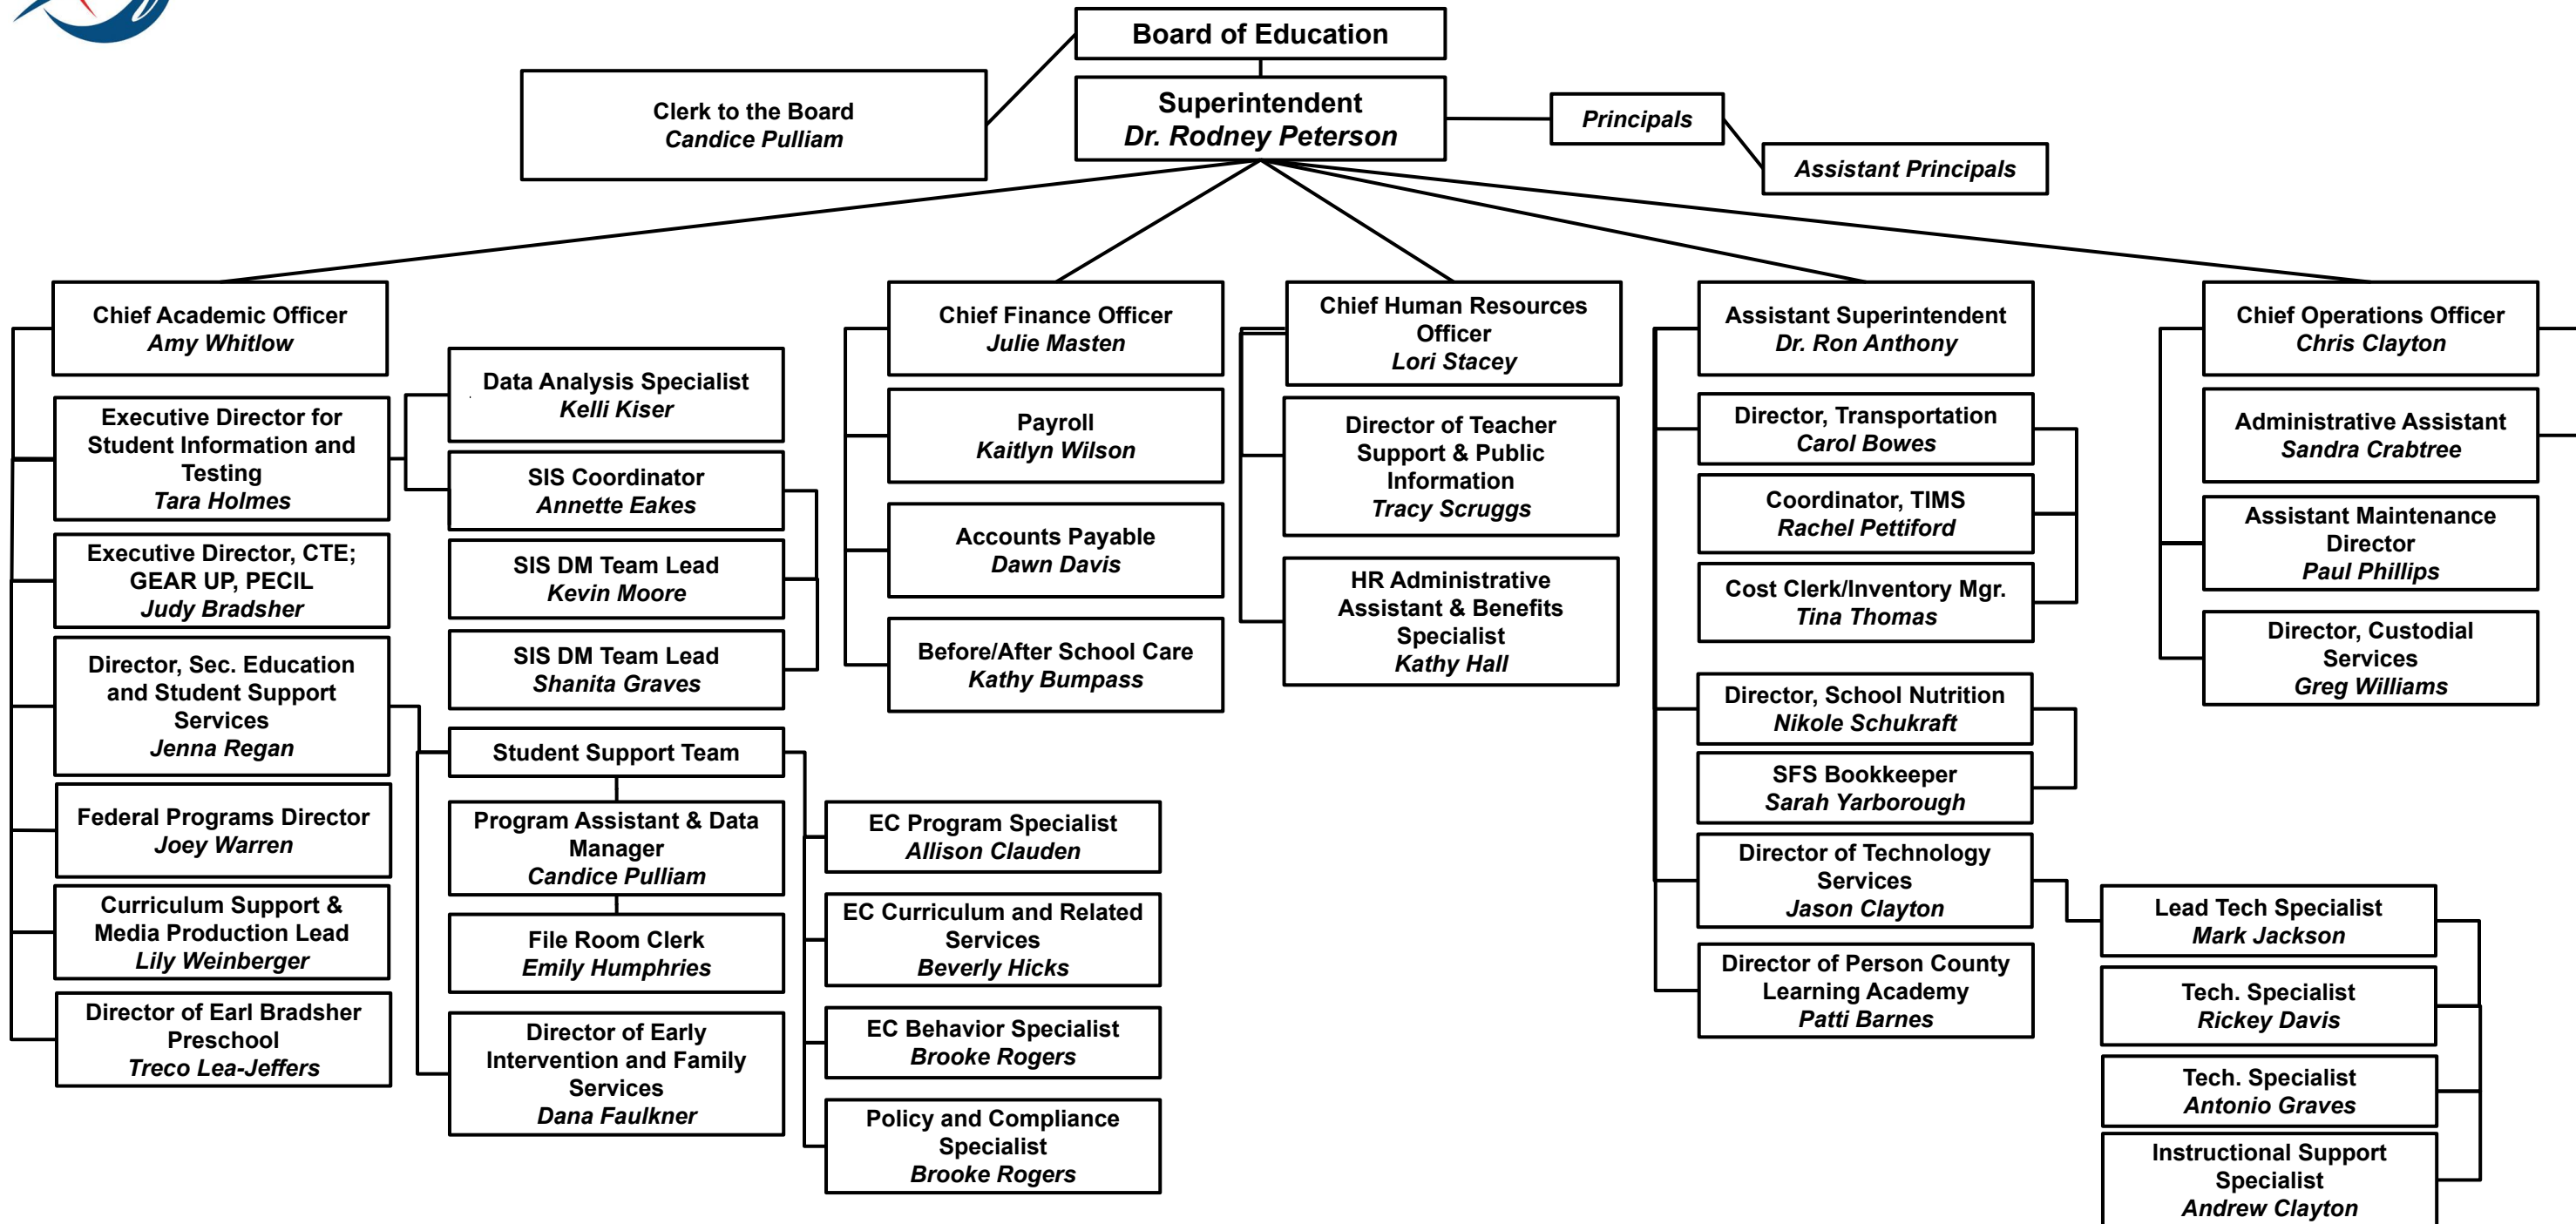 Board of Education
Clerk to the Board
Candice Pulliam
Superintendent
Dr. Rodney Peterson
Principals
Assistant Principals
Chief Academic Officer
Amy Whitlow
Executive Director for
Student Information and
Testing
Tara Holmes
Executive Director, CTE;
GEAR UP, PECIL
Judy Bradsher
Director, Sec. Education
and Student Support
Services
Jenna Regan
Federal Programs Director
Joey Warren
Curriculum Support &
Media Production Lead
Lily Weinberger
Director of Earl Bradsher
Preschool
Treco Lea-Jeffers
Data Analysis Specialist
Kelli Kiser
SIS Coordinator
Annette Eakes
SIS DM Team Lead
Kevin Moore
SIS DM Team Lead
Shanita Graves
Student Support Team
Program Assistant & Data
Manager
Candice Pulliam
File Room Clerk
Emily Humphries
Director of Early
Intervention and Family
Services
Dana Faulkner
EC Program Specialist
Allison Clauden
EC Curriculum and Related
Services
Beverly Hicks
EC Behavior Specialist
Brooke Rogers
Policy and Compliance
Specialist
Brooke Rogers
Chief Finance Officer
Julie Masten
Payroll
Kaitlyn Wilson
Accounts Payable
Dawn Davis
Before/After School Care
Kathy Bumpass
Chief Human Resources
Officer
Lori Stacey
Director of Teacher
Support & Public
Information
Tracy Scruggs
HR Administrative
Assistant & Benefits
Specialist
Kathy Hall
Assistant Superintendent
Dr. Ron Anthony
Director, Transportation
Carol Bowes
Coordinator, TIMS
Rachel Pettiford
Cost Clerk/Inventory Mgr.
Tina Thomas
Director, School Nutrition
Nikole Schukraft
SFS Bookkeeper
Sarah Yarborough
Director of Technology
Services
Jason Clayton
Director of Person County
Learning Academy
Patti Barnes
Lead Tech Specialist
Mark Jackson
Tech. Specialist
Rickey Davis
Tech. Specialist
Antonio Graves
Instructional Support
Specialist
Andrew Clayton
Chief Operations Officer
Chris Clayton
Administrative Assistant
Sandra Crabtree
Assistant Maintenance
Director
Paul Phillips
Director, Custodial
Services
Greg Williams